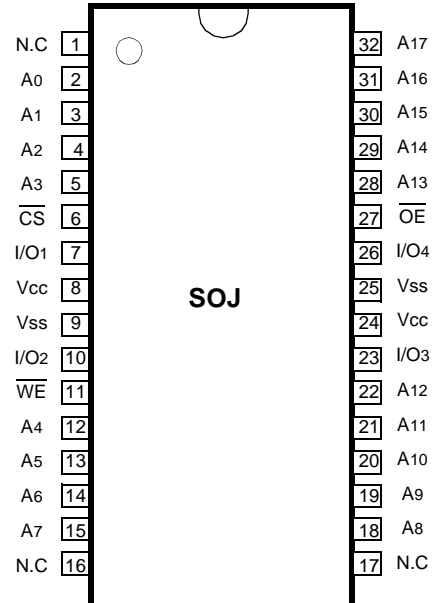 N.C 1 32 A17
A0 2 31 A16
A1 3 30 A15
A2 4 29 A14
A3 5 28 A13
C̅S̅ 6 27 O̅E̅
I/O1 7 26 I/O4
Vcc 8 25 Vss
SOJ
Vss 9 24 Vcc
I/O2 10 23 I/O3
W̅E̅ 11 22 A12
A4 12 21 A11
A5 13 20 A10
A6 14 19 A9
A7 15 18 A8
N.C 16 17 N.C